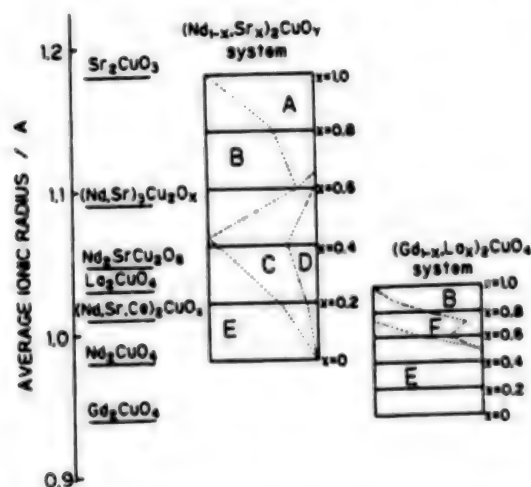 AVERAGE IONIC RADIUS / A
1.2
1.1
1.0
0.9
Sr2CuO3
(Nd,Sr)3Cu2Ox
Nd2SrCu2O6
La2CuO4
(Nd,Sr,Ce)2CuOx
Nd2CuO4
Gd2CuO4
(Nd1-x,Srx)2CuOY
system
A
B
C
D
E
x=1.0
x=0.8
x=0.6
x=0.4
x=0.2
x=0
(Gd1-x,Lax)2CuO4
system
B
F
E
x=1.0
x=0.8
x=0.6
x=0.4
x=0.2
x=0